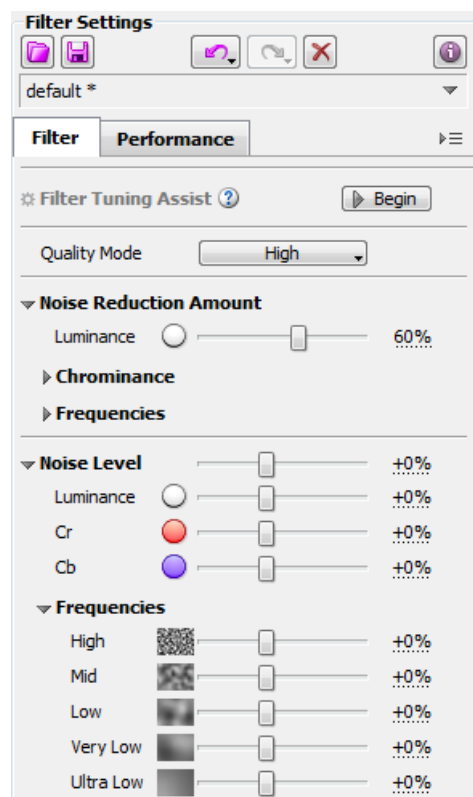 Filter Settings
default *
Filter Performance
Filter Tuning Assist ? Begin
Quality Mode High
Noise Reduction Amount
Luminance 60%
Chrominance
Frequencies
Noise Level +0%
Luminance +0%
Cr +0%
Cb +0%
Frequencies
High +0%
Mid +0%
Low +0%
Very Low +0%
Ultra Low +0%